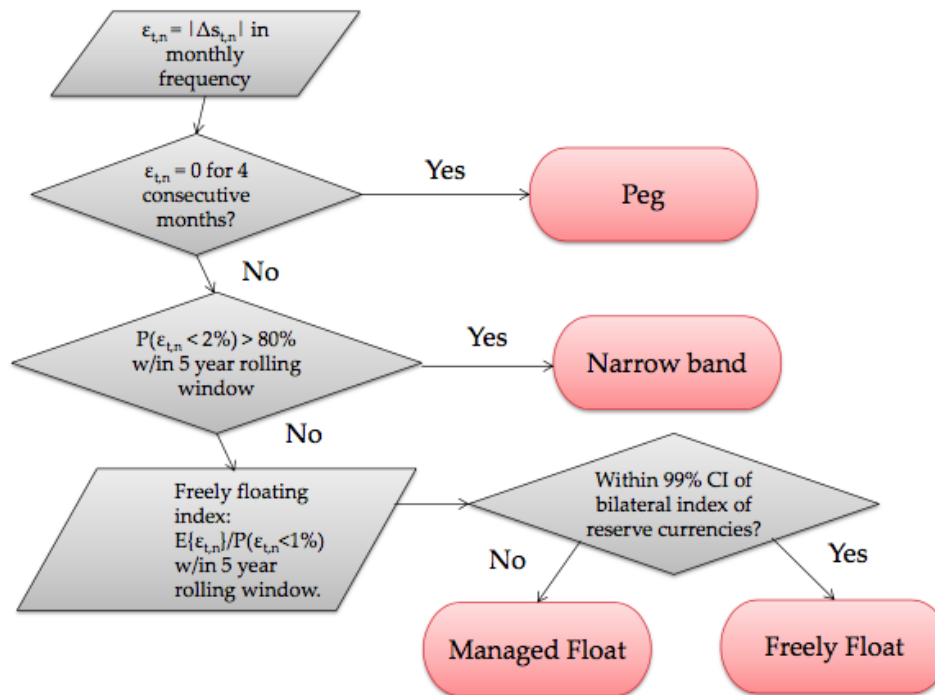 εt,n = |Δst,n| in
monthly
frequency
εt,n = 0 for 4
consecutive
months?
Yes
Peg
No
P(εt,n < 2%) > 80%
w/in 5 year rolling
window
Yes
Narrow band
No
Freely floating
index:
E{εt,n}/P(εt,n<1%)
w/in 5 year
rolling window.
Within 99% CI of
bilateral index of
reserve currencies?
No
Yes
Managed Float
Freely Float